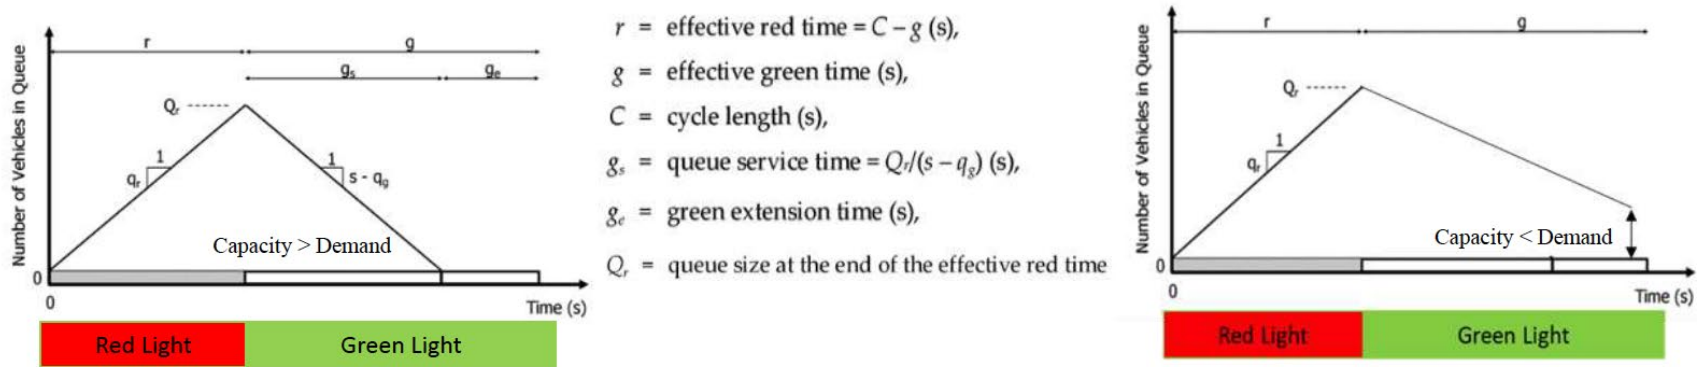 Number of Vehicles in Queue
r
g
gs
ge
Qr
1
qr
1
s - qg
Capacity > Demand
0
0
Time (s)
Red Light
Green Light
r = effective red time = C – g (s),
g = effective green time (s),
C = cycle length (s),
gs = queue service time = Qr/(s – qg) (s),
ge = green extension time (s),
Qr = queue size at the end of the effective red time
Number of Vehicles in Queue
r
g
Qr
1
qr
Capacity < Demand
0
0
Time (s)
Red Light
Green Light